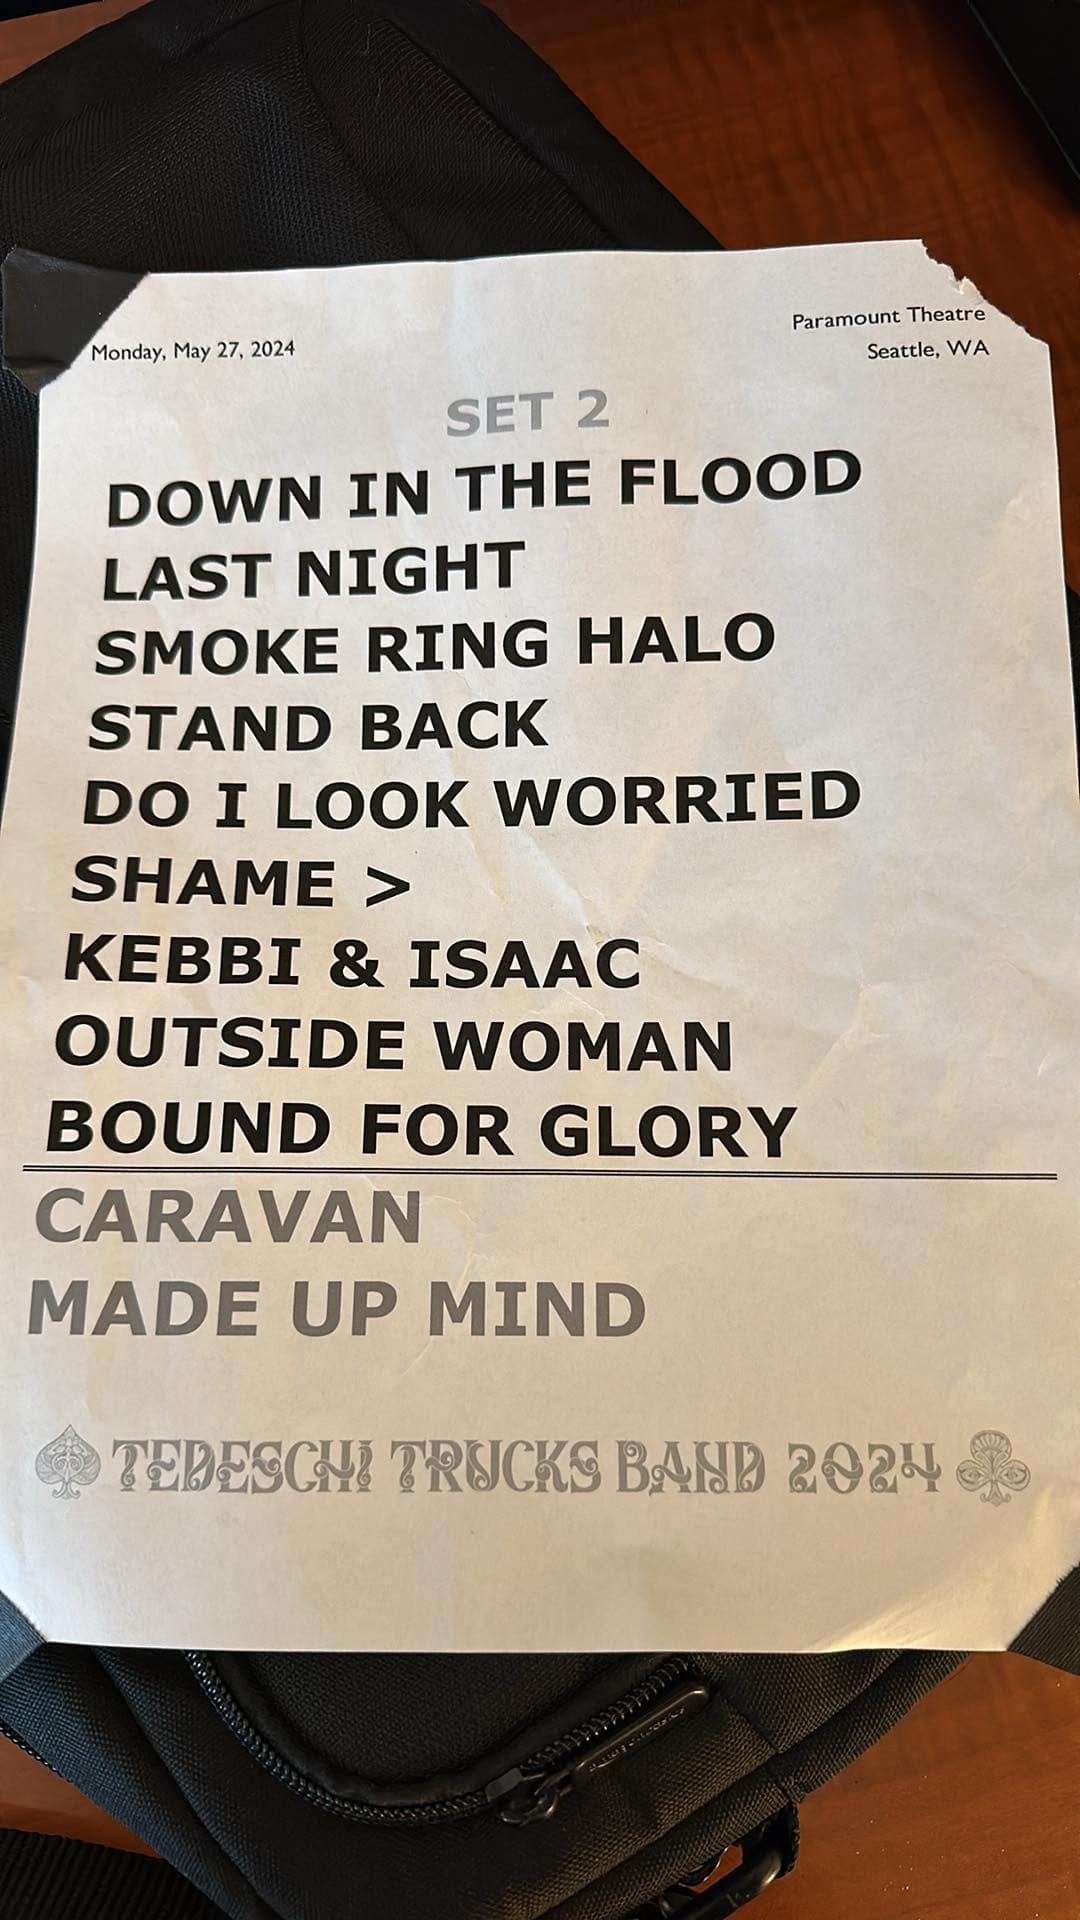 Monday, May 27, 2024
Paramount Theatre
Seattle, WA
SET 2
DOWN IN THE FLOOD
LAST NIGHT
SMOKE RING HALO
STAND BACK
DO I LOOK WORRIED
SHAME >
KEBBI & ISAAC
OUTSIDE WOMAN
BOUND FOR GLORY
CARAVAN
MADE UP MIND
TEDESCHI TRUCKS BAND 2024